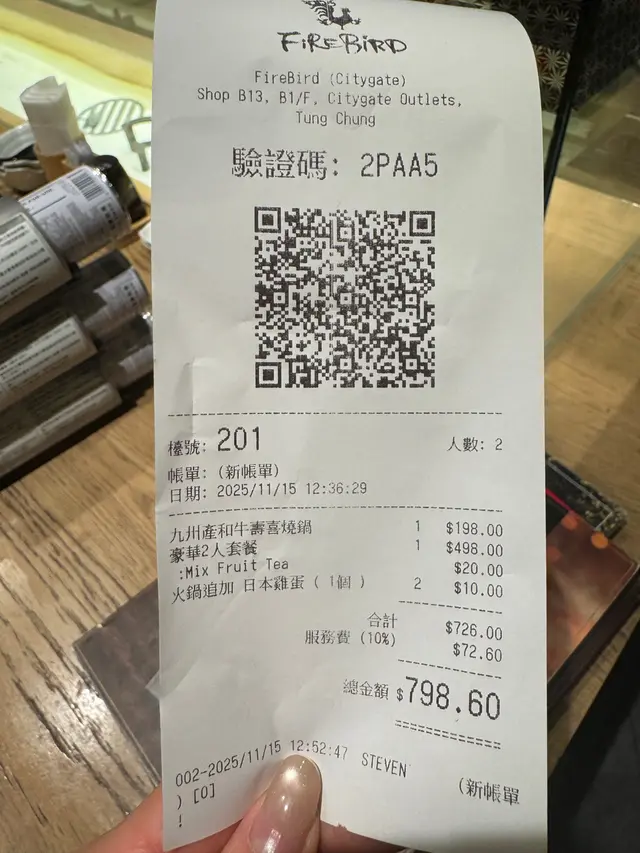 FIREBIRD
FireBird (Citygate)
Shop B13, B1/F, Citygate Outlets,
Tung Chung
驗證碼: 2PAA5
檯號: 201 人數: 2
帳單: (新帳單)
日期: 2025/11/15 12:36:29
九州產和牛壽喜燒鍋 1 $198.00
豪華2人套餐 1 $498.00
:Mix Fruit Tea $20.00
火鍋追加 日本雞蛋 ( 1個 ) 2 $10.00
合計 $726.00
服務費 (10%) $72.60
總金額 $798.60
002-2025/11/15 12:52:47 STEVEN (新帳單
) [0]
!